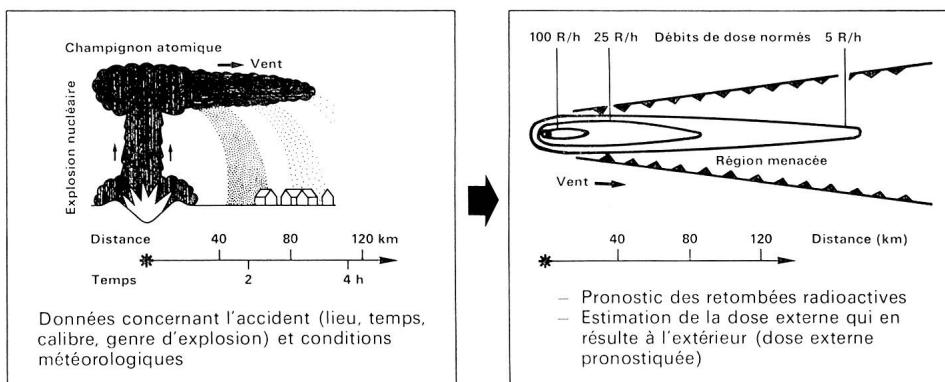 Champignon atomique
Vent
Explosion nucléaire
Distance
40
80
120 km
Temps
2
4 h
Données concernant l'accident (lieu, temps,
calibre, genre d'explosion) et conditions
météorologiques
100 R/h
25 R/h
Débits de dose normés
5 R/h
Région menacée
Vent
40
80
120
Distance (km)
– Pronostic des retombées radioactives
– Estimation de la dose externe qui en
résulte à l'extérieur (dose externe
pronostiquée)